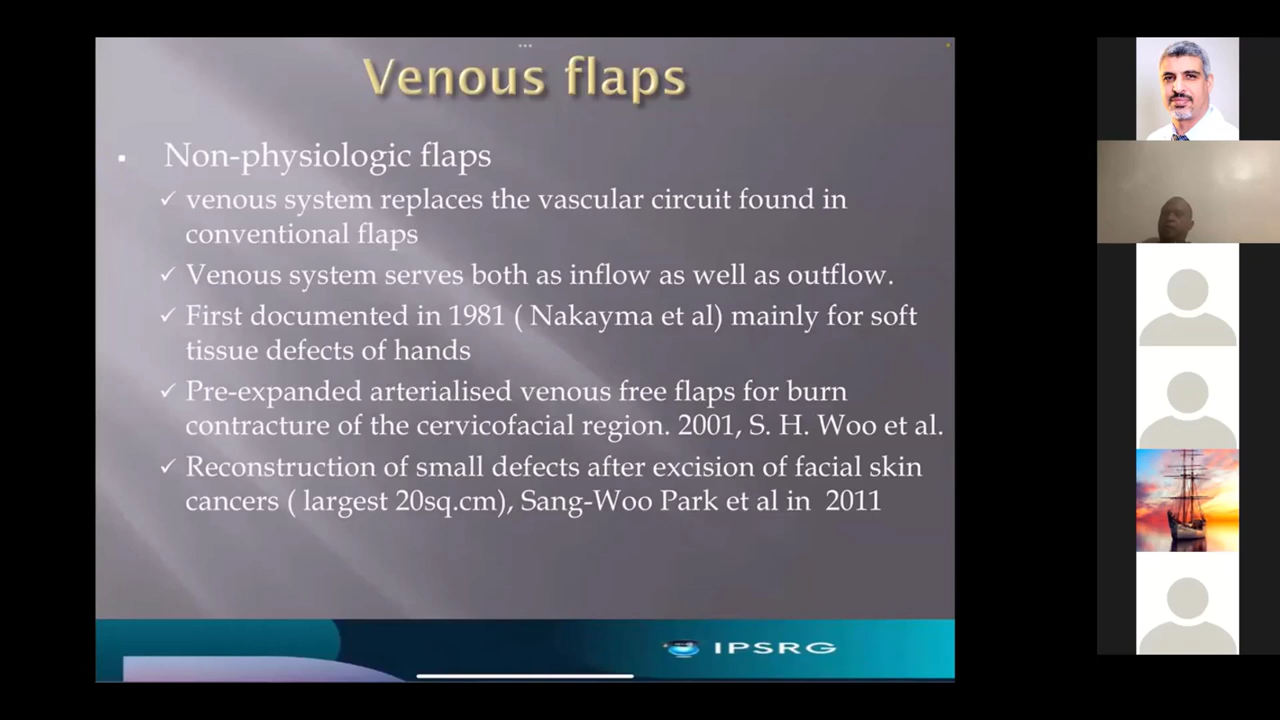 Venous flaps
▪ Non-physiologic flaps
✓ venous system replaces the vascular circuit found in
conventional flaps
✓ Venous system serves both as inflow as well as outflow.
✓ First documented in 1981 ( Nakayma et al) mainly for soft
tissue defects of hands
✓ Pre-expanded arterialised venous free flaps for burn
contracture of the cervicofacial region. 2001, S. H. Woo et al.
✓ Reconstruction of small defects after excision of facial skin
cancers ( largest 20sq.cm), Sang-Woo Park et al in 2011
IPSRG